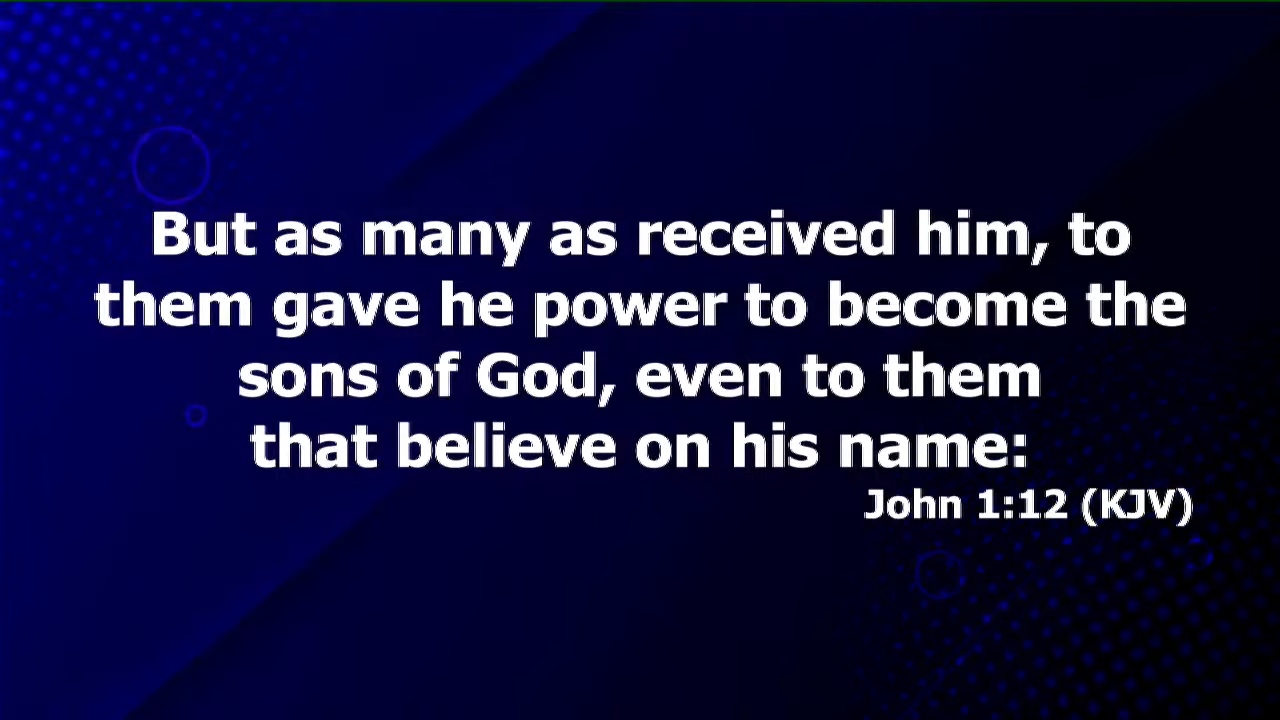 But as many as received him, to
them gave he power to become the
sons of God, even to them
that believe on his name:
John 1:12 (KJV)